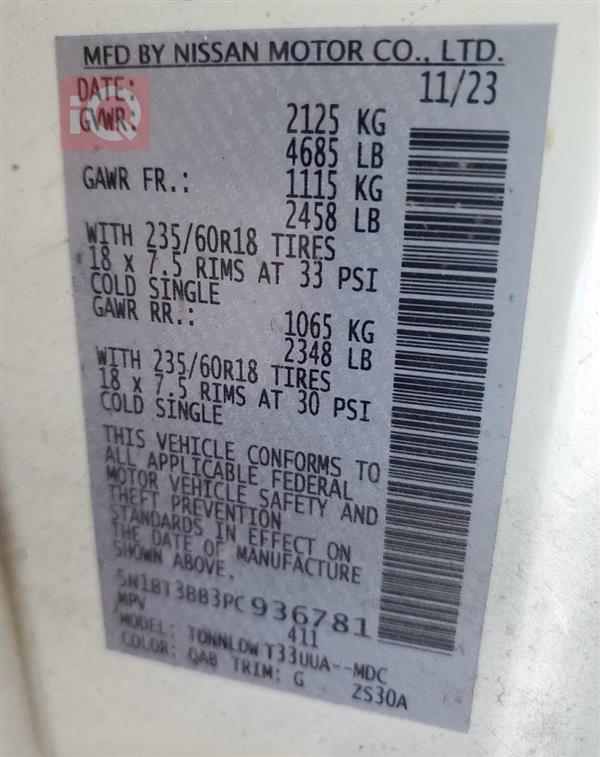 MFD BY NISSAN MOTOR CO., LTD.
DATE: 11/23
GVWR: 2125 KG
4685 LB
GAWR FR.: 1115 KG
2458 LB
WITH 235/60R18 TIRES
18 X 7.5 RIMS AT 33 PSI
COLD SINGLE
GAWR RR.: 1065 KG
2348 LB
WITH 235/60R18 TIRES
18 X 7.5 RIMS AT 30 PSI
COLD SINGLE
THIS VEHICLE CONFORMS TO
ALL APPLICABLE FEDERAL
MOTOR VEHICLE SAFETY AND
THEFT PREVENTION
STANDARDS IN EFFECT ON
THE DATE OF MANUFACTURE
SHOWN ABOVE.
5N1BT3BB3PC936781
MPV 411
MODEL: TONNLDW T33UUA--MDC
COLOR: QAB TRIM: G 2S30A
iQ